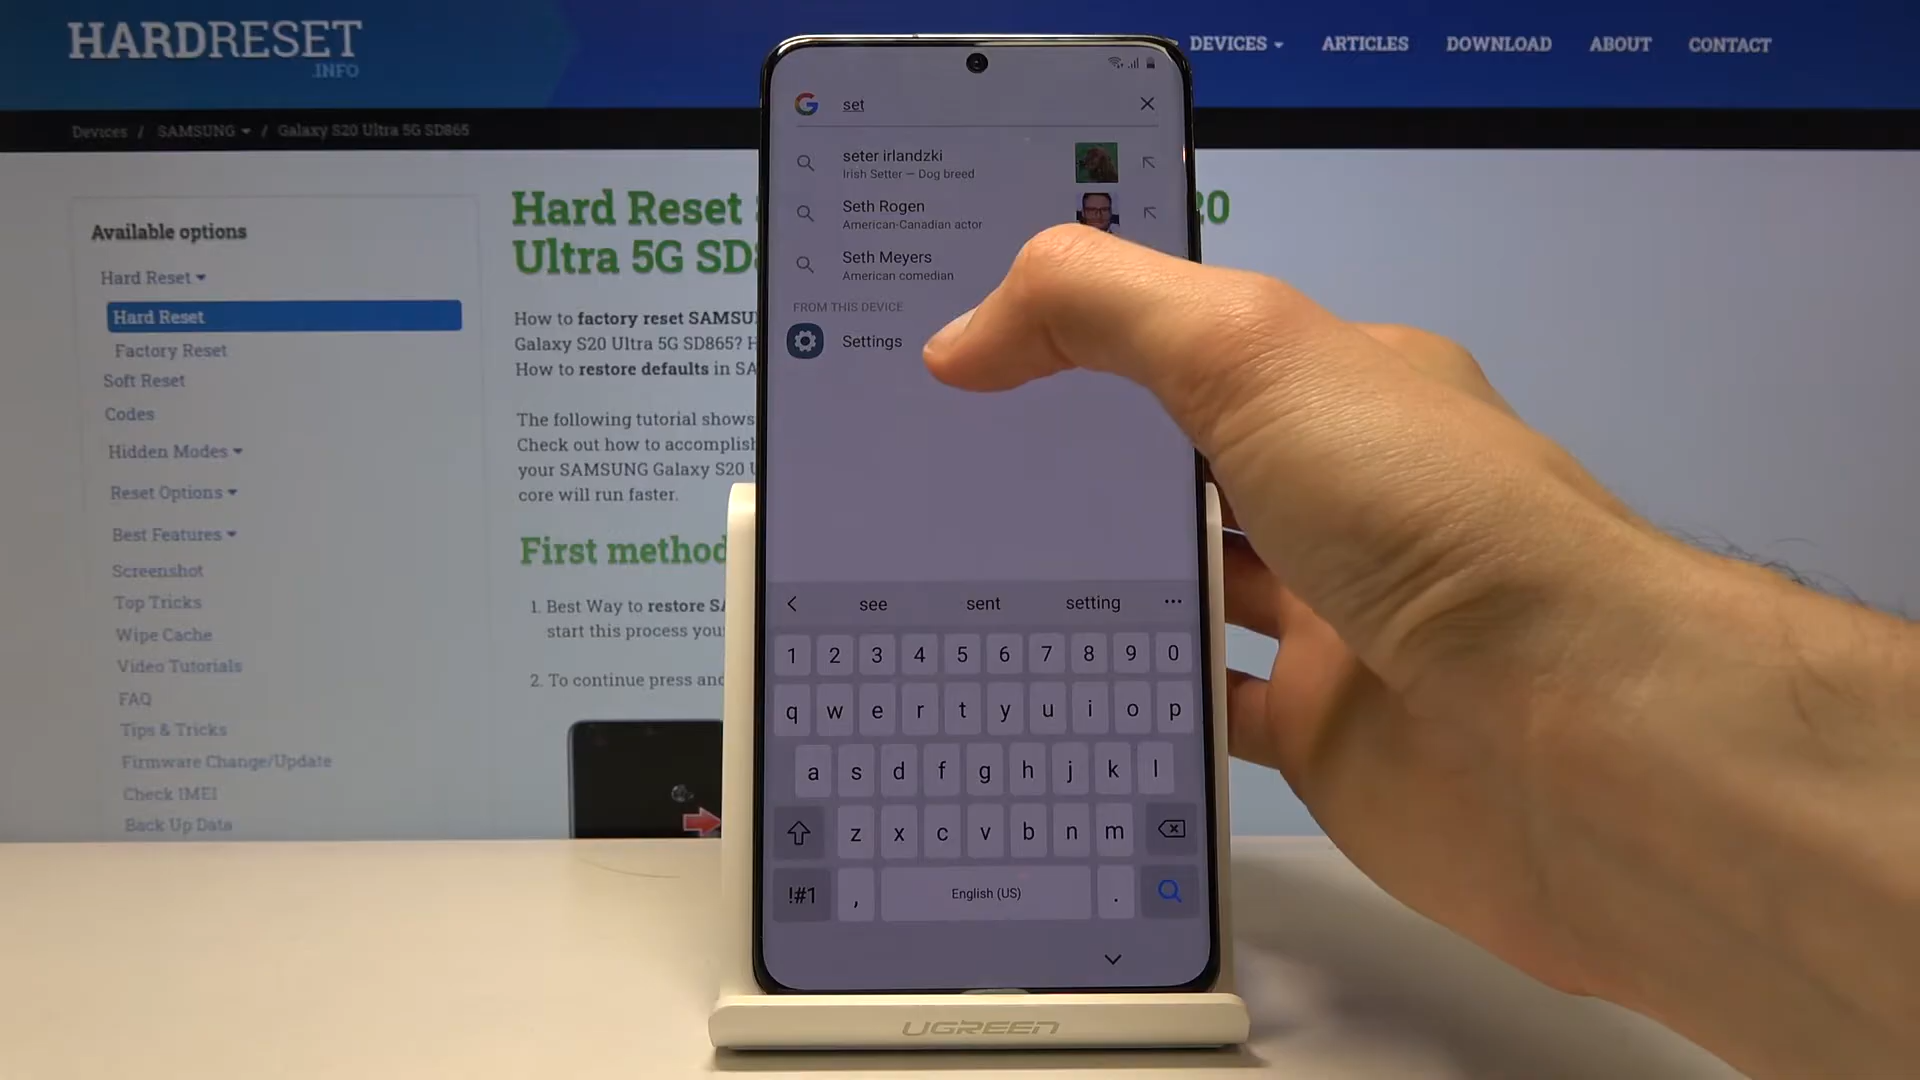 HARDRESET
.INFO
DEVICES
ARTICLES
DOWNLOAD
ABOUT
CONTACT
Devices / SAMSUNG / Galaxy S20 Ultra 5G SD865
Available options
Hard Reset
Hard Reset
Factory Reset
Soft Reset
Codes
Hidden Modes
Reset Options
Best Features
Screenshot
Top Tricks
Wipe Cache
Video Tutorials
FAQ
Tips & Tricks
Firmware Change/Update
Check IMEI
Back Up Data
Hard Reset 20
Ultra 5G SD
How to factory reset SAMSU
Galaxy S20 Ultra 5G SD865? H
How to restore defaults in SA
The following tutorial shows
Check out how to accomplish
your SAMSUNG Galaxy S20 U
core will run faster.
First method
1. Best Way to restore SA
start this process you
2. To continue press and
G set
seter irlandzki
Irish Setter — Dog breed
Seth Rogen
American-Canadian actor
Seth Meyers
American comedian
FROM THIS DEVICE
Settings
see sent setting ...
1 2 3 4 5 6 7 8 9 0
q w e r t y u i o p
a s d f g h j k l
z x c v b n m
!#1 , English (US) .
UGREEN